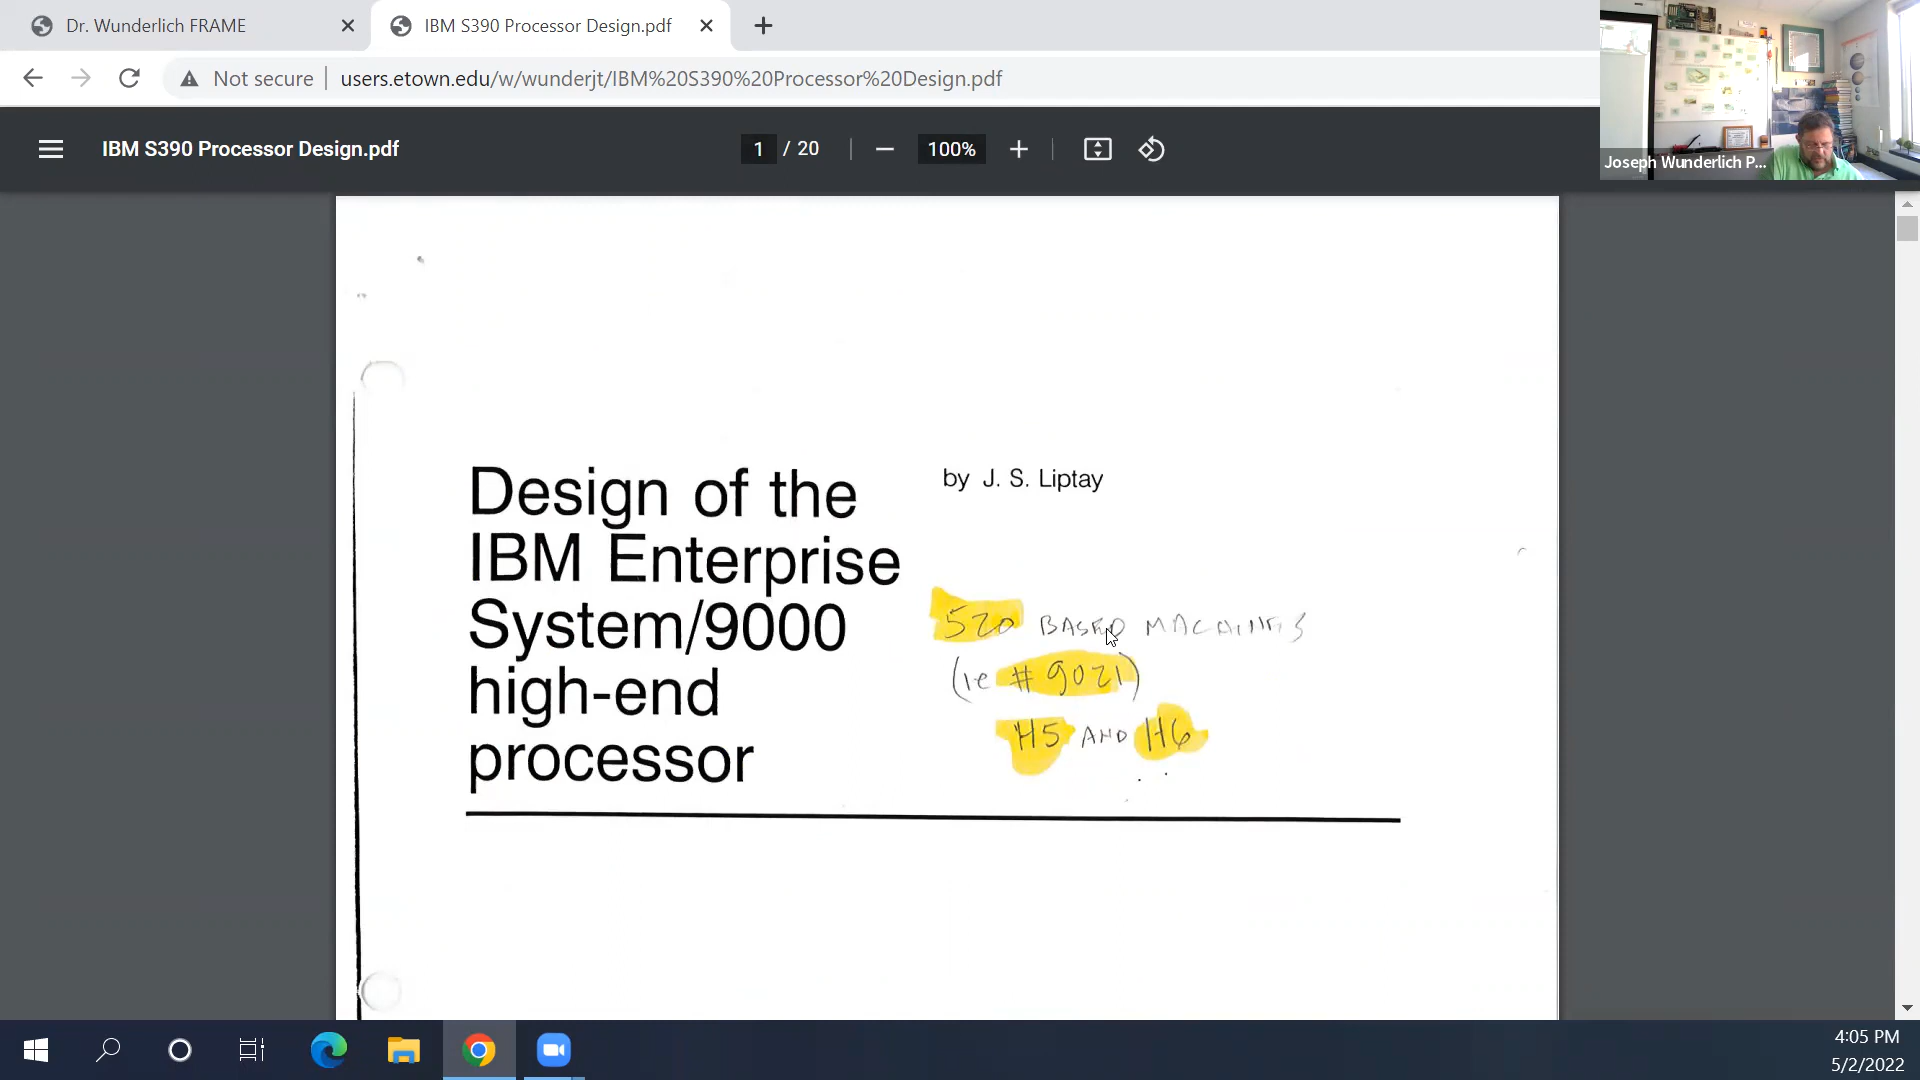 Dr. Wunderlich FRAME
IBM S390 Processor Design.pdf
Not secure
users.etown.edu/w/wunderjt/IBM%20S390%20Processor%20Design.pdf
IBM S390 Processor Design.pdf
1 / 20
100%
Joseph Wunderlich P...
Design of the
IBM Enterprise
System/9000
high-end
processor
by J. S. Liptay
520 BASED MACHINES
(ie # 9021)
H5 AND H6
4:05 PM
5/2/2022